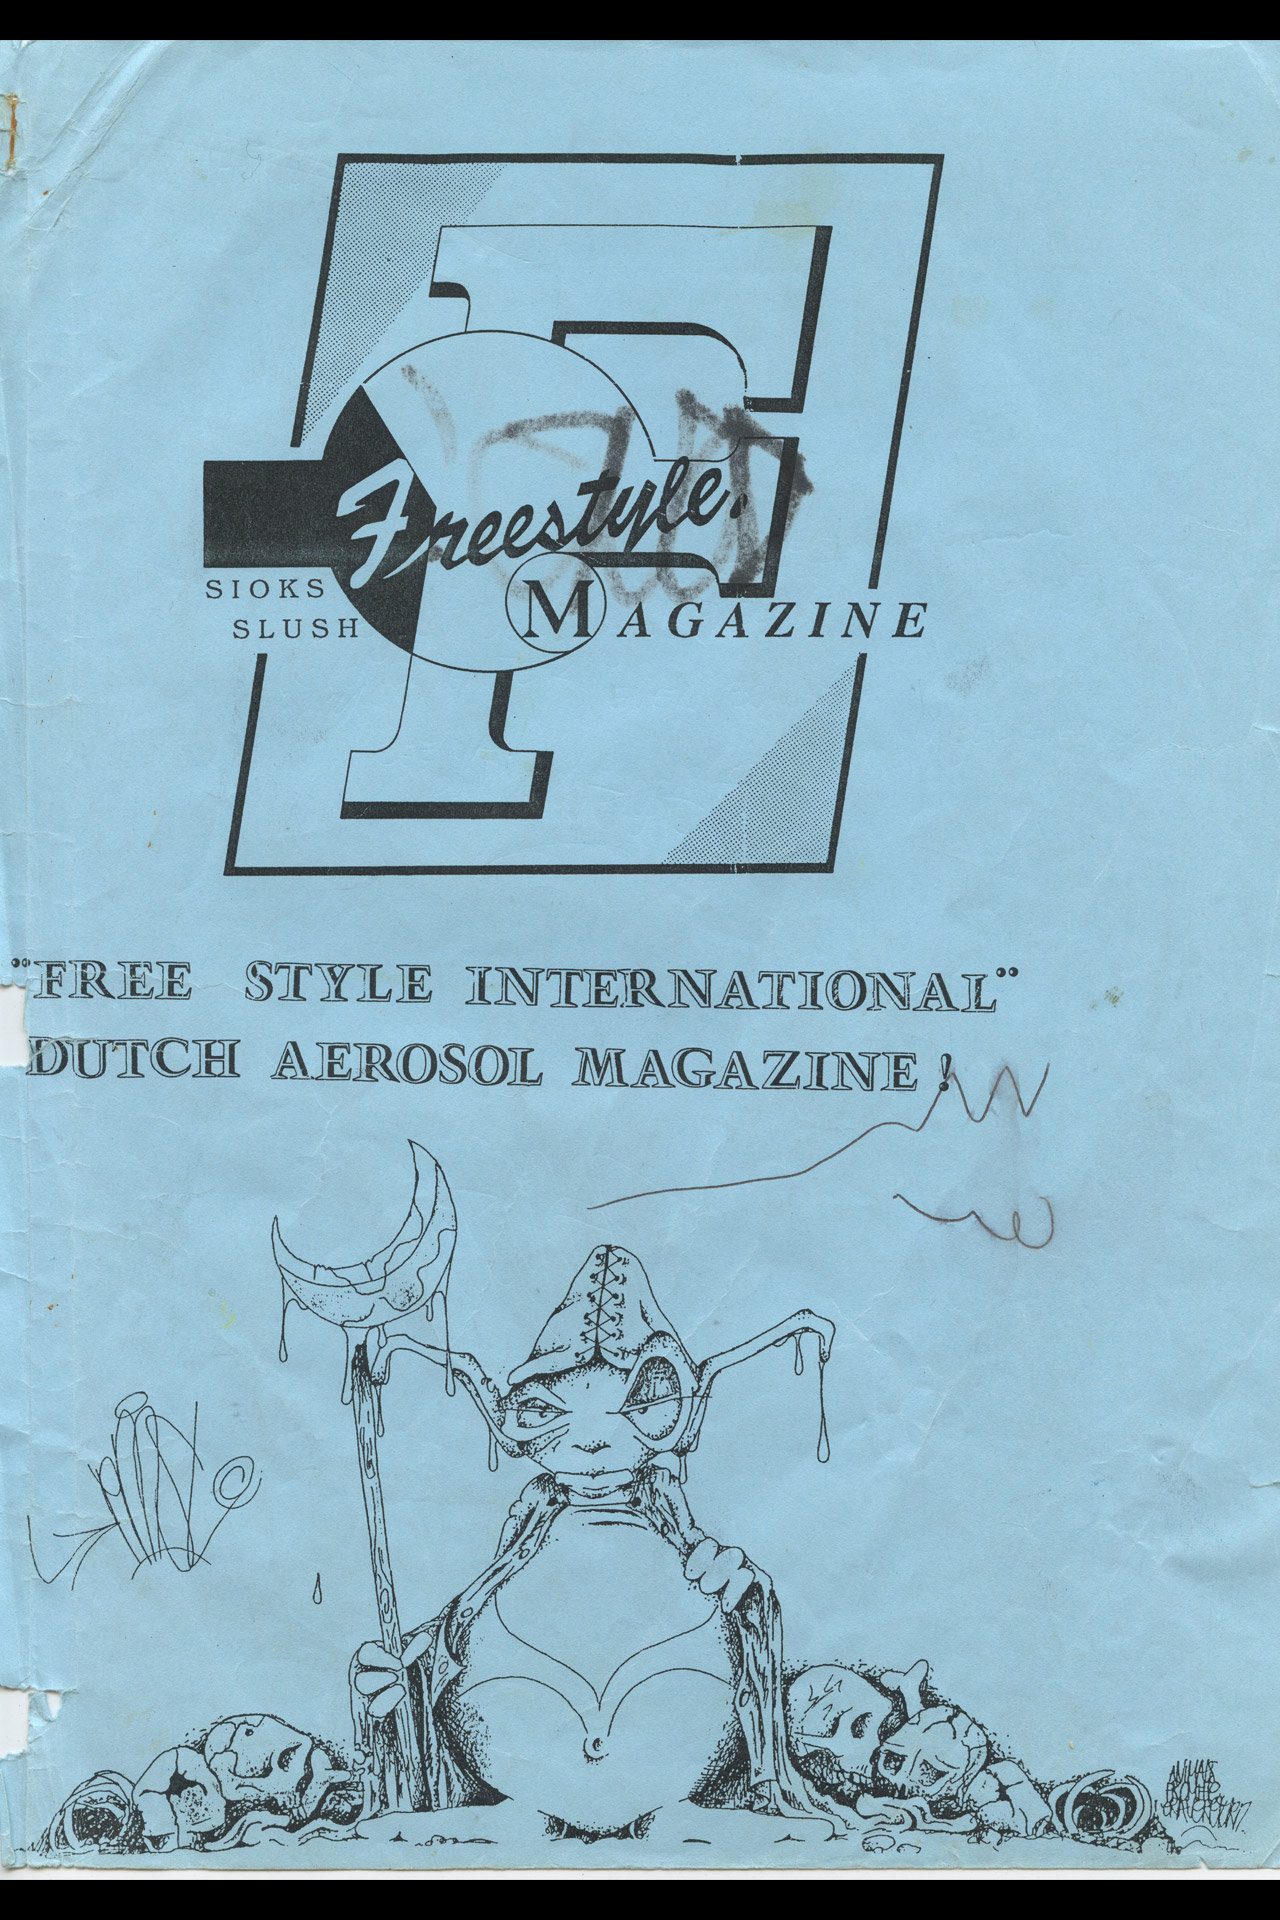 Freestyle.
SIOKS
SLUSH
MAGAZINE
"FREE STYLE INTERNATIONAL"
DUTCH AEROSOL MAGAZINE!